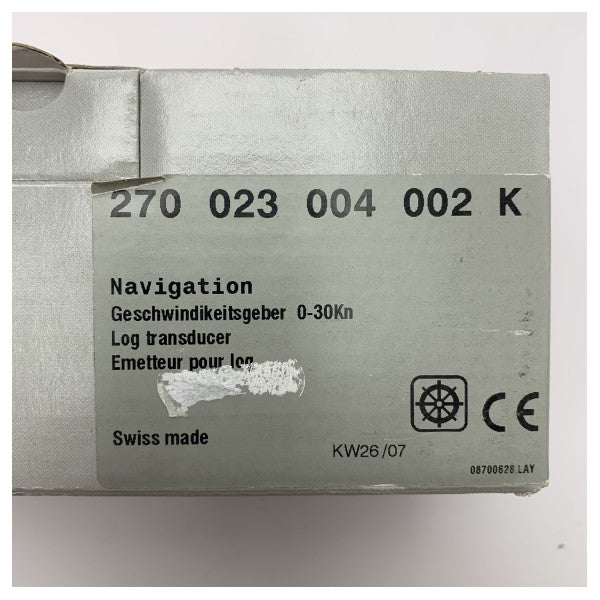 270 023 004 002 K
Navigation
Geschwindikeitsgeber 0-30Kn
Log transducer
Emetteur pour log
Swiss made
KW26/07
CE
08700628.LAY